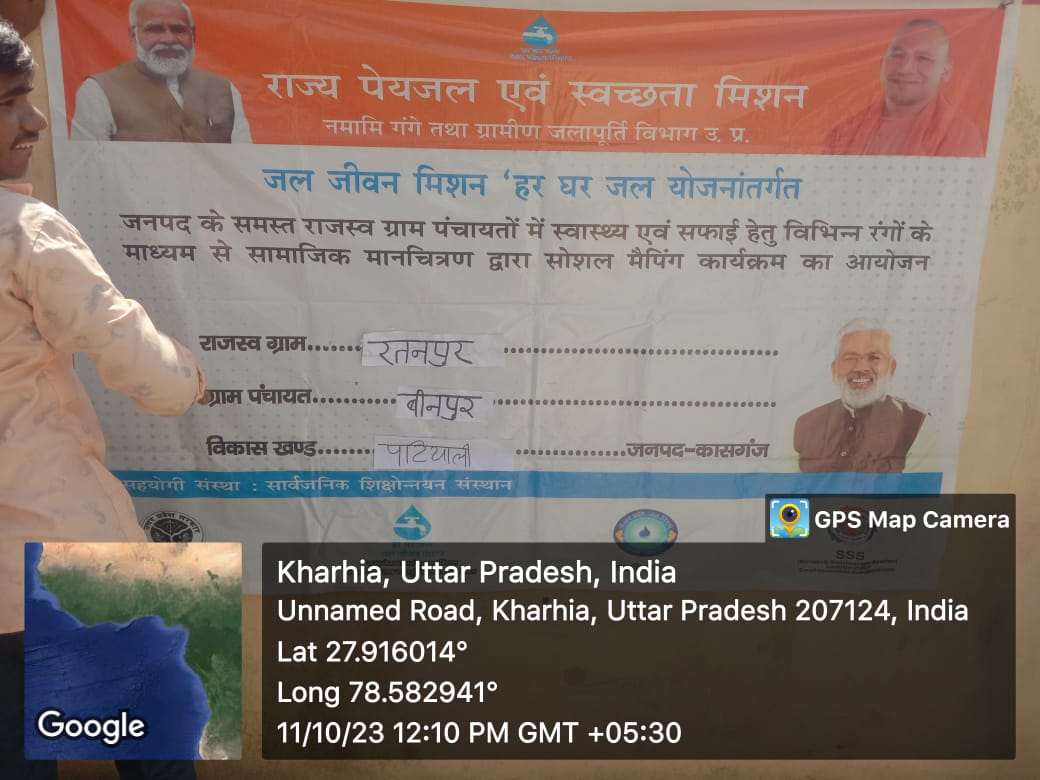 राज्य पेयजल एवं स्वच्छता मिशन
नमामि गंगे तथा ग्रामीण जलापूर्ति विभाग उ. प्र.
जल जीवन मिशन ‘हर घर जल योजनांतर्गत
जनपद के समस्त राजस्व ग्राम पंचायतों में स्वास्थ्य एवं सफाई हेतु विभिन्न रंगों के
माध्यम से सामाजिक मानचित्रण द्वारा सोशल मैपिंग कार्यक्रम का आयोजन
राजस्व ग्राम....... रतनपुर
ग्राम पंचायत........... बीनपुर
विकास खण्ड........ पटियाली ....................जनपद-कासगंज
सहयोगी संस्था : सार्वजनिक शिक्षोन्नयन संस्थान
SSS
GPS Map Camera
Kharhia, Uttar Pradesh, India
Unnamed Road, Kharhia, Uttar Pradesh 207124, India
Lat 27.916014°
Long 78.582941°
11/10/23 12:10 PM GMT +05:30
Google